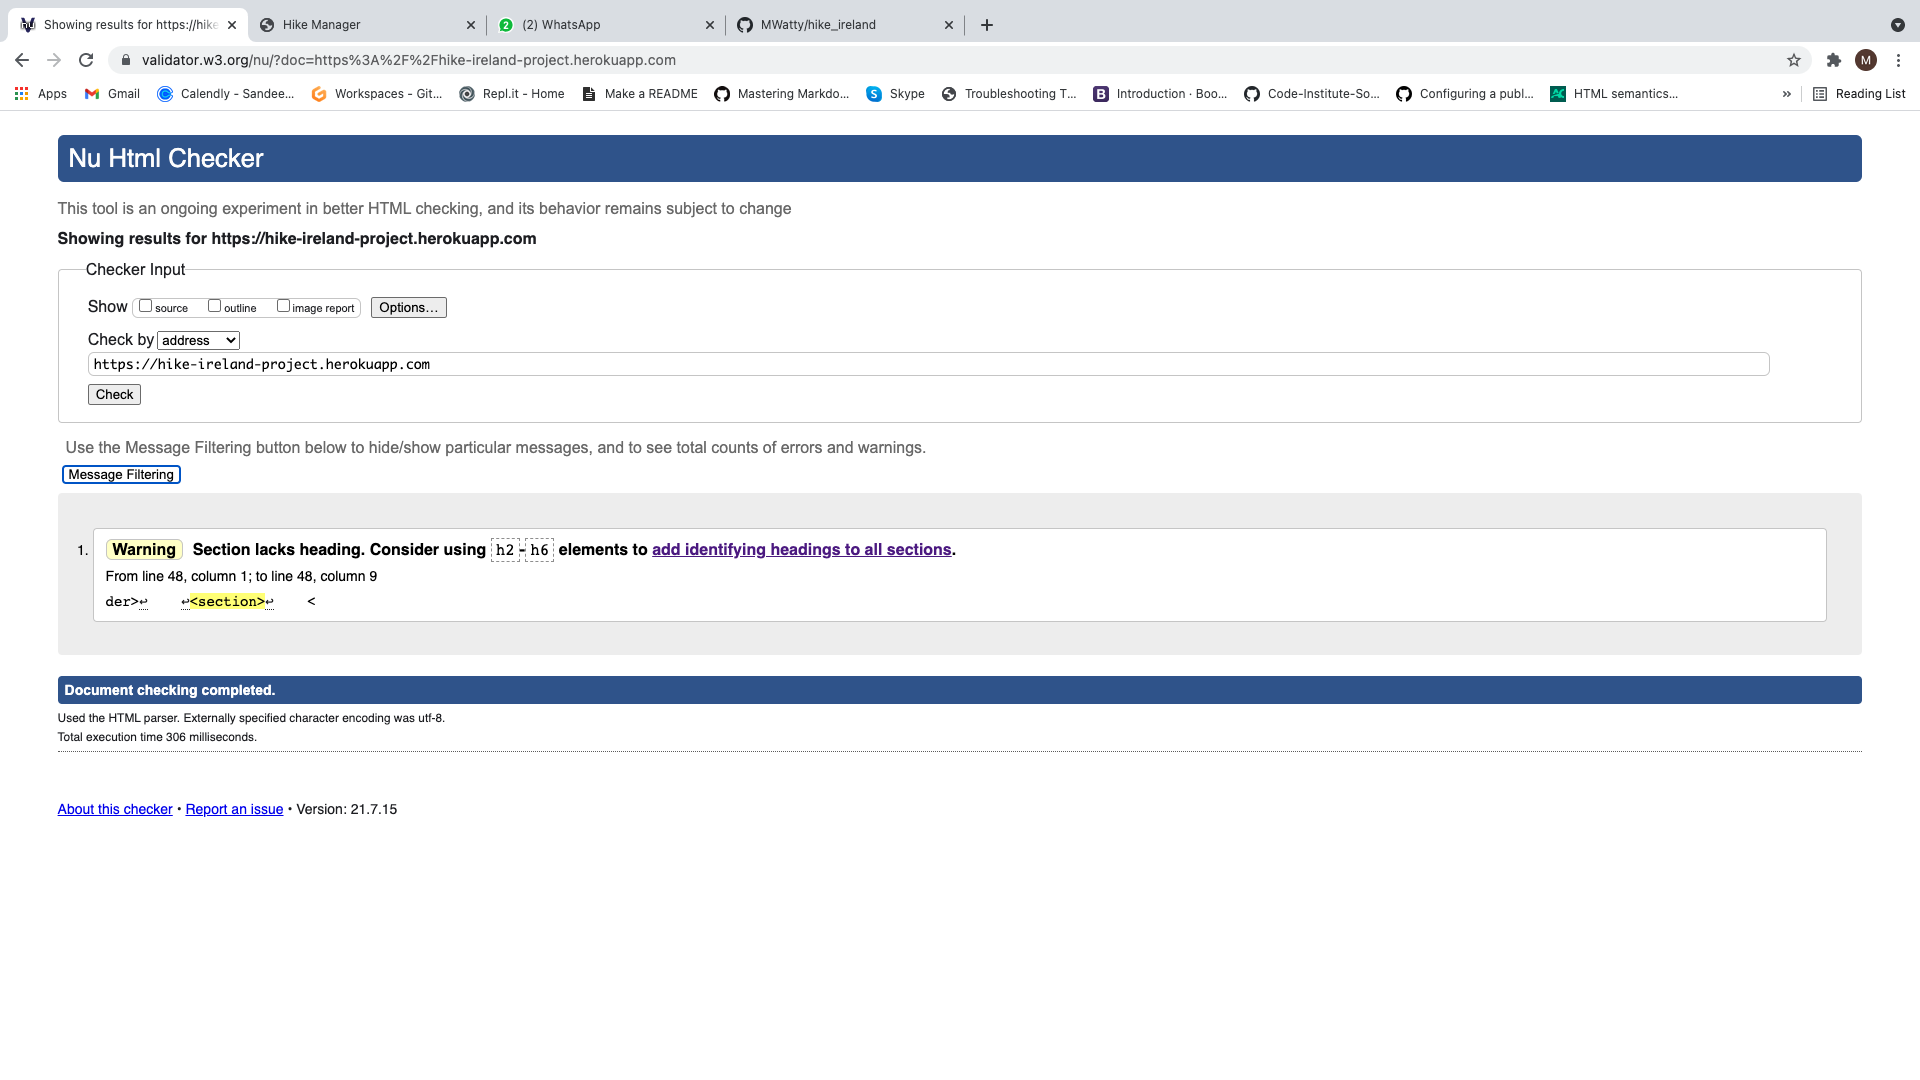 Showing results for https://hike
Hike Manager
(2) WhatsApp
MWatty/hike_ireland
validator.w3.org/nu/?doc=https%3A%2F%2Fhike-ireland-project.herokuapp.com
M
Apps
Gmail
Calendly - Sandee...
Workspaces - Git...
Repl.it - Home
Make a README
Mastering Markdo...
Skype
Troubleshooting T...
Introduction · Boo...
Code-Institute-So...
Configuring a publ...
HTML semantics...
»
Reading List
Nu Html Checker
This tool is an ongoing experiment in better HTML checking, and its behavior remains subject to change
Showing results for https://hike-ireland-project.herokuapp.com
Checker Input
Show source outline image report Options...
Check by address
https://hike-ireland-project.herokuapp.com
Check
Use the Message Filtering button below to hide/show particular messages, and to see total counts of errors and warnings.
Message Filtering
1. Warning Section lacks heading. Consider using h2-h6 elements to add identifying headings to all sections.
From line 48, column 1; to line 48, column 9
der>↩ ↩<section>↩ <
Document checking completed.
Used the HTML parser. Externally specified character encoding was utf-8.
Total execution time 306 milliseconds.
About this checker • Report an issue • Version: 21.7.15